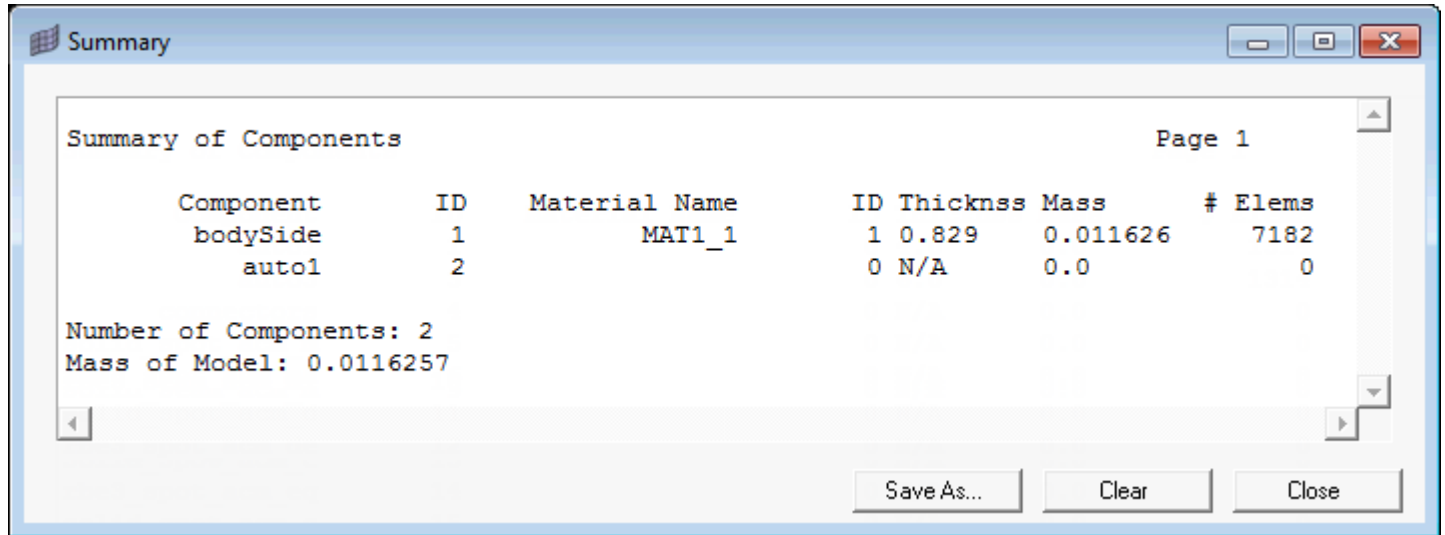 Summary
Summary of Components Page 1
Component ID Material Name ID Thicknss Mass # Elems
bodySide 1 MAT1_1 1 0.829 0.011626 7182
auto1 2 0 N/A 0.0 0
Number of Components: 2
Mass of Model: 0.0116257
Save As... Clear Close